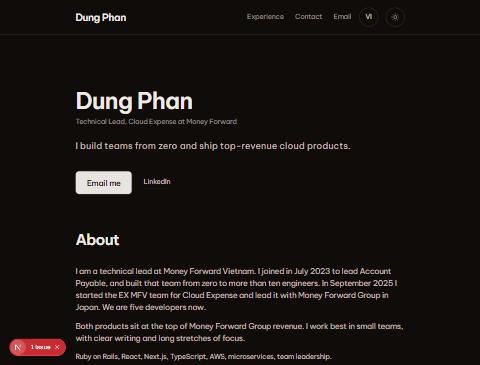 Dung Phan
Experience Contact Email VI
Dung Phan
Technical Lead, Cloud Expense at Money Forward
I build teams from zero and ship top-revenue cloud products.
Email me LinkedIn
About
I am a technical lead at Money Forward Vietnam. I joined in July 2023 to lead Account
Payable, and built that team from zero to more than ten engineers. In September 2025 I
started the EX MFV team for Cloud Expense and lead it with Money Forward Group in
Japan. We are five developers now.
Both products sit at the top of Money Forward Group revenue. I work best in small teams,
with clear writing and long stretches of focus.
Ruby on Rails, React, Next.js, TypeScript, AWS, microservices, team leadership.
N 1 Issue ×